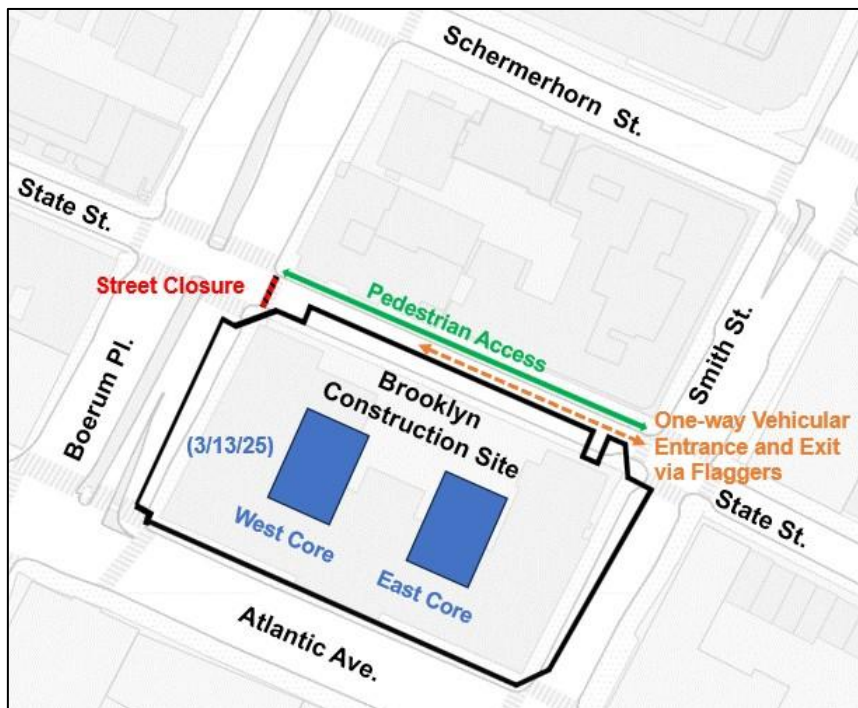 Schermerhorn St.
State St.
Street Closure
Pedestrian Access
Smith St.
Boerum Pl.
Brooklyn
Construction Site
One-way Vehicular
Entrance and Exit
via Flaggers
(3/13/25)
West Core
East Core
State St.
Atlantic Ave.